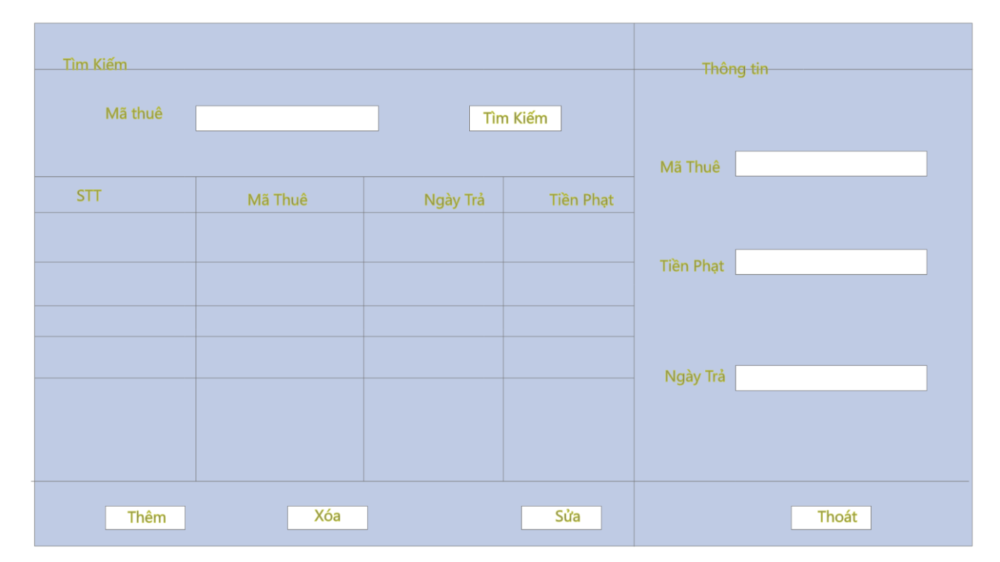 Tìm Kiếm
Thông tin
Mã thuê
Tìm Kiếm
Mã Thuê
STT
Mã Thuê
Ngày Trả
Tiền Phạt
Tiền Phạt
Ngày Trả
Thêm
Xóa
Sửa
Thoát